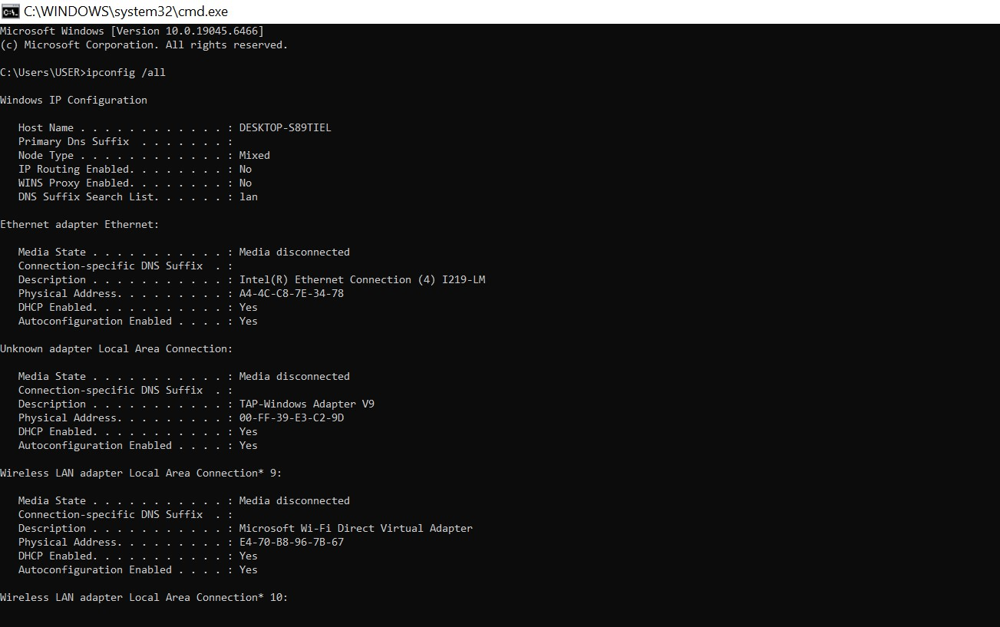 C:\WINDOWS\system32\cmd.exe
Microsoft Windows [Version 10.0.19045.6466]
(c) Microsoft Corporation. All rights reserved.
C:\Users\USER>ipconfig /all
Windows IP Configuration
Host Name . . . . . . . . . . . . : DESKTOP-S89TIEL
Primary Dns Suffix  . . . . . . . :
Node Type . . . . . . . . . . . . : Mixed
IP Routing Enabled. . . . . . . . : No
WINS Proxy Enabled. . . . . . . . : No
DNS Suffix Search List. . . . . . : lan
Ethernet adapter Ethernet:
Media State . . . . . . . . . . . : Media disconnected
Connection-specific DNS Suffix  . :
Description . . . . . . . . . . . : Intel(R) Ethernet Connection (4) I219-LM
Physical Address. . . . . . . . . : A4-4C-C8-7E-34-78
DHCP Enabled. . . . . . . . . . . : Yes
Autoconfiguration Enabled . . . . : Yes
Unknown adapter Local Area Connection:
Media State . . . . . . . . . . . : Media disconnected
Connection-specific DNS Suffix  . :
Description . . . . . . . . . . . : TAP-Windows Adapter V9
Physical Address. . . . . . . . . : 00-FF-39-E3-C2-9D
DHCP Enabled. . . . . . . . . . . : Yes
Autoconfiguration Enabled . . . . : Yes
Wireless LAN adapter Local Area Connection* 9:
Media State . . . . . . . . . . . : Media disconnected
Connection-specific DNS Suffix  . :
Description . . . . . . . . . . . : Microsoft Wi-Fi Direct Virtual Adapter
Physical Address. . . . . . . . . : E4-70-B8-96-7B-67
DHCP Enabled. . . . . . . . . . . : Yes
Autoconfiguration Enabled . . . . : Yes
Wireless LAN adapter Local Area Connection* 10: